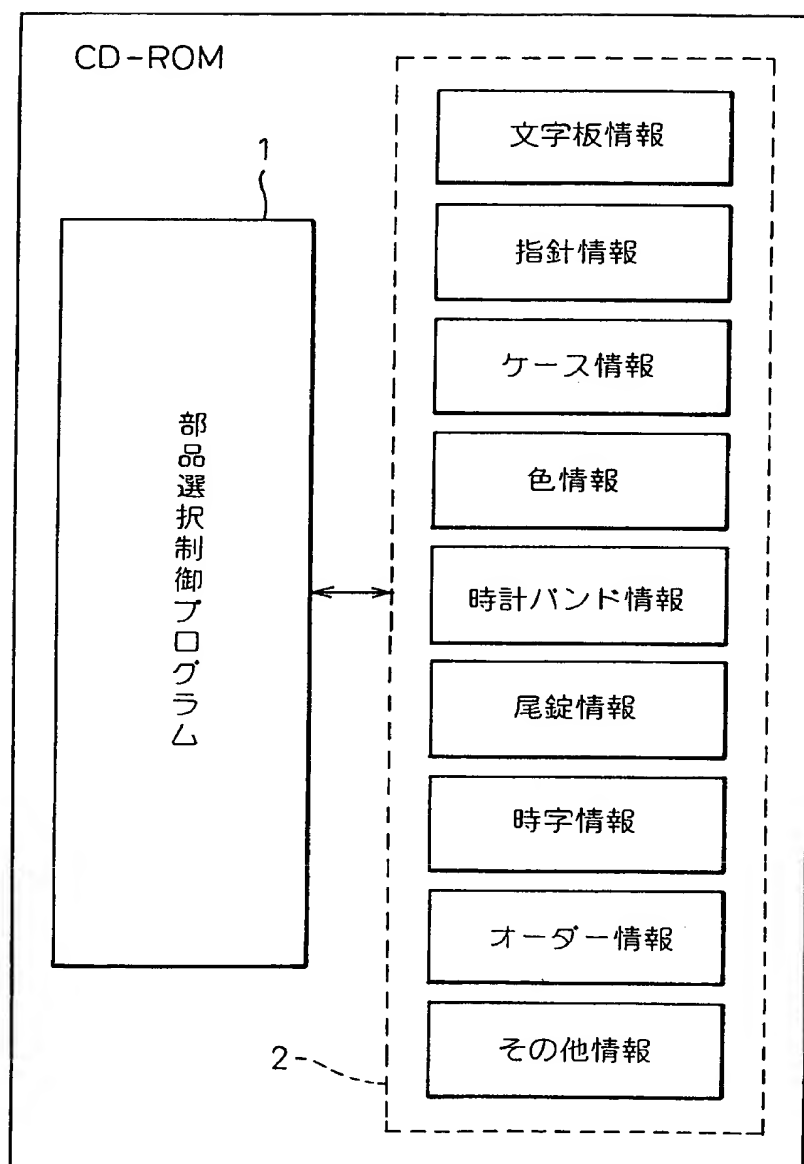 CD-ROM
1
部品選択制御プログラム
文字板情報
指針情報
ケース情報
色情報
時計バンド情報
尾錠情報
時字情報
オーダー情報
その他情報
2